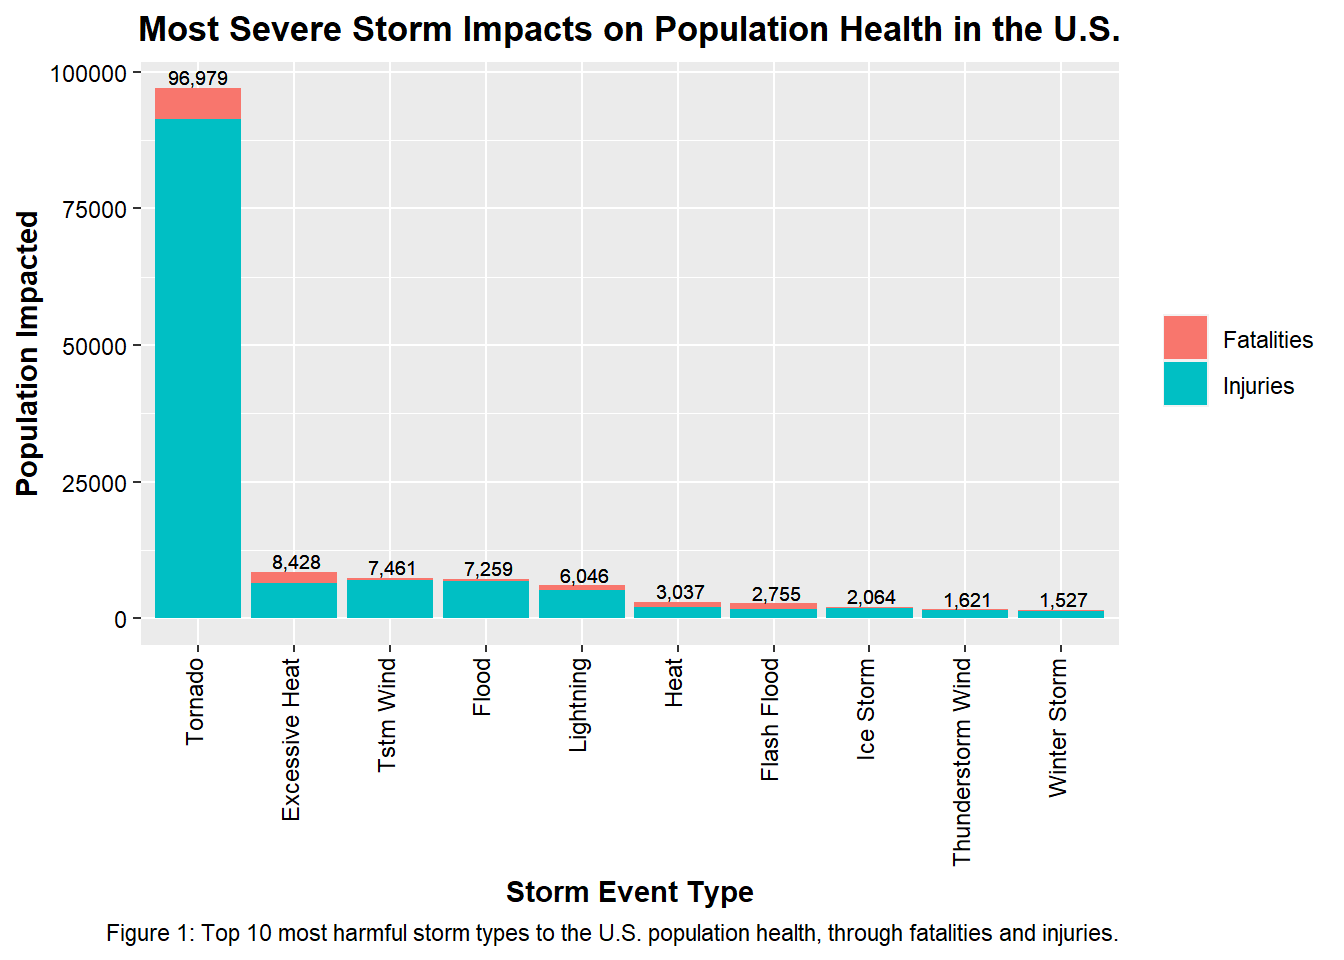 Most Severe Storm Impacts on Population Health in the U.S.
100000
75000
50000
25000
0
Population Impacted
96,979
8,428
7,461
7,259
6,046
3,037
2,755
2,064
1,621
1,527
Fatalities
Injuries
Tornado
Excessive Heat
Tstm Wind
Flood
Lightning
Heat
Flash Flood
Ice Storm
Thunderstorm Wind
Winter Storm
Storm Event Type
Figure 1: Top 10 most harmful storm types to the U.S. population health, through fatalities and injuries.